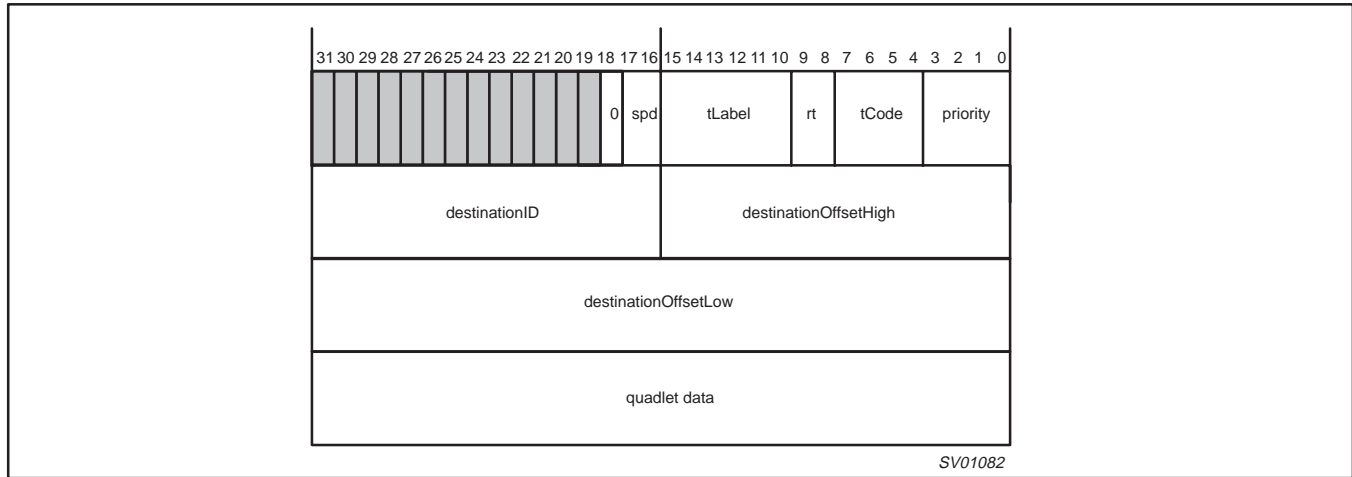 31 30 29 28 27 26 25 24 23 22 21 20 19 18 17 16 15 14 13 12 11 10 9 8 7 6 5 4 3 2 1 0
0 spd tLabel rt tCode priority
destinationID destinationOffsetHigh
destinationOffsetLow
quadlet data
SV01082